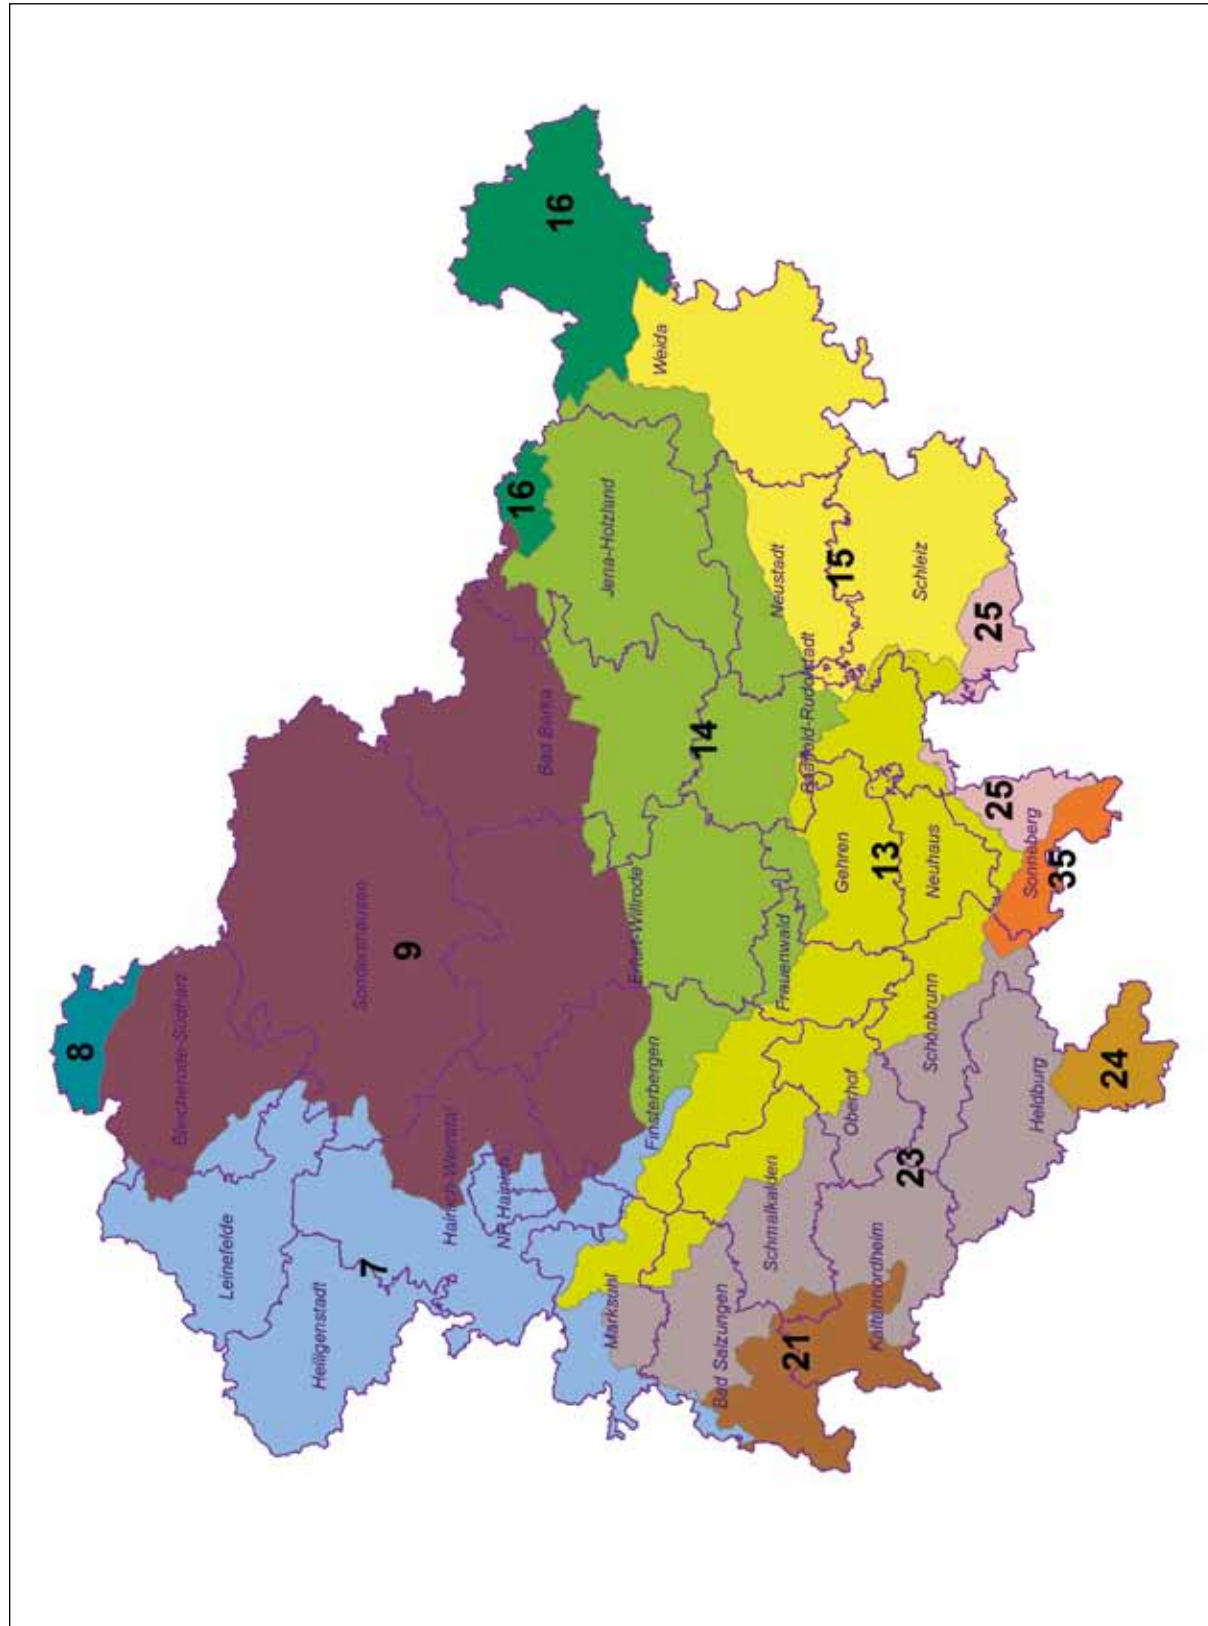 8
Bleicherode-Südharz
16
Leinefelde
Sondershausen
9
Heiligenstadt
7
Weida
16
Jena-Holzland
Bad Berka
Hainich-Werratal
NP Hainich
14
Erfurt-Willrode
Finsterbergen
Neustadt
15
Schleiz
25
Saalfeld-Rudolstadt
Marksuhl
Frauenwald
Gehren
13
Neuhaus
25
Sonneberg
35
Oberhof
Schönbrunn
Schmalkalden
23
Bad Salzungen
21
Kaltennordheim
Heldburg
24